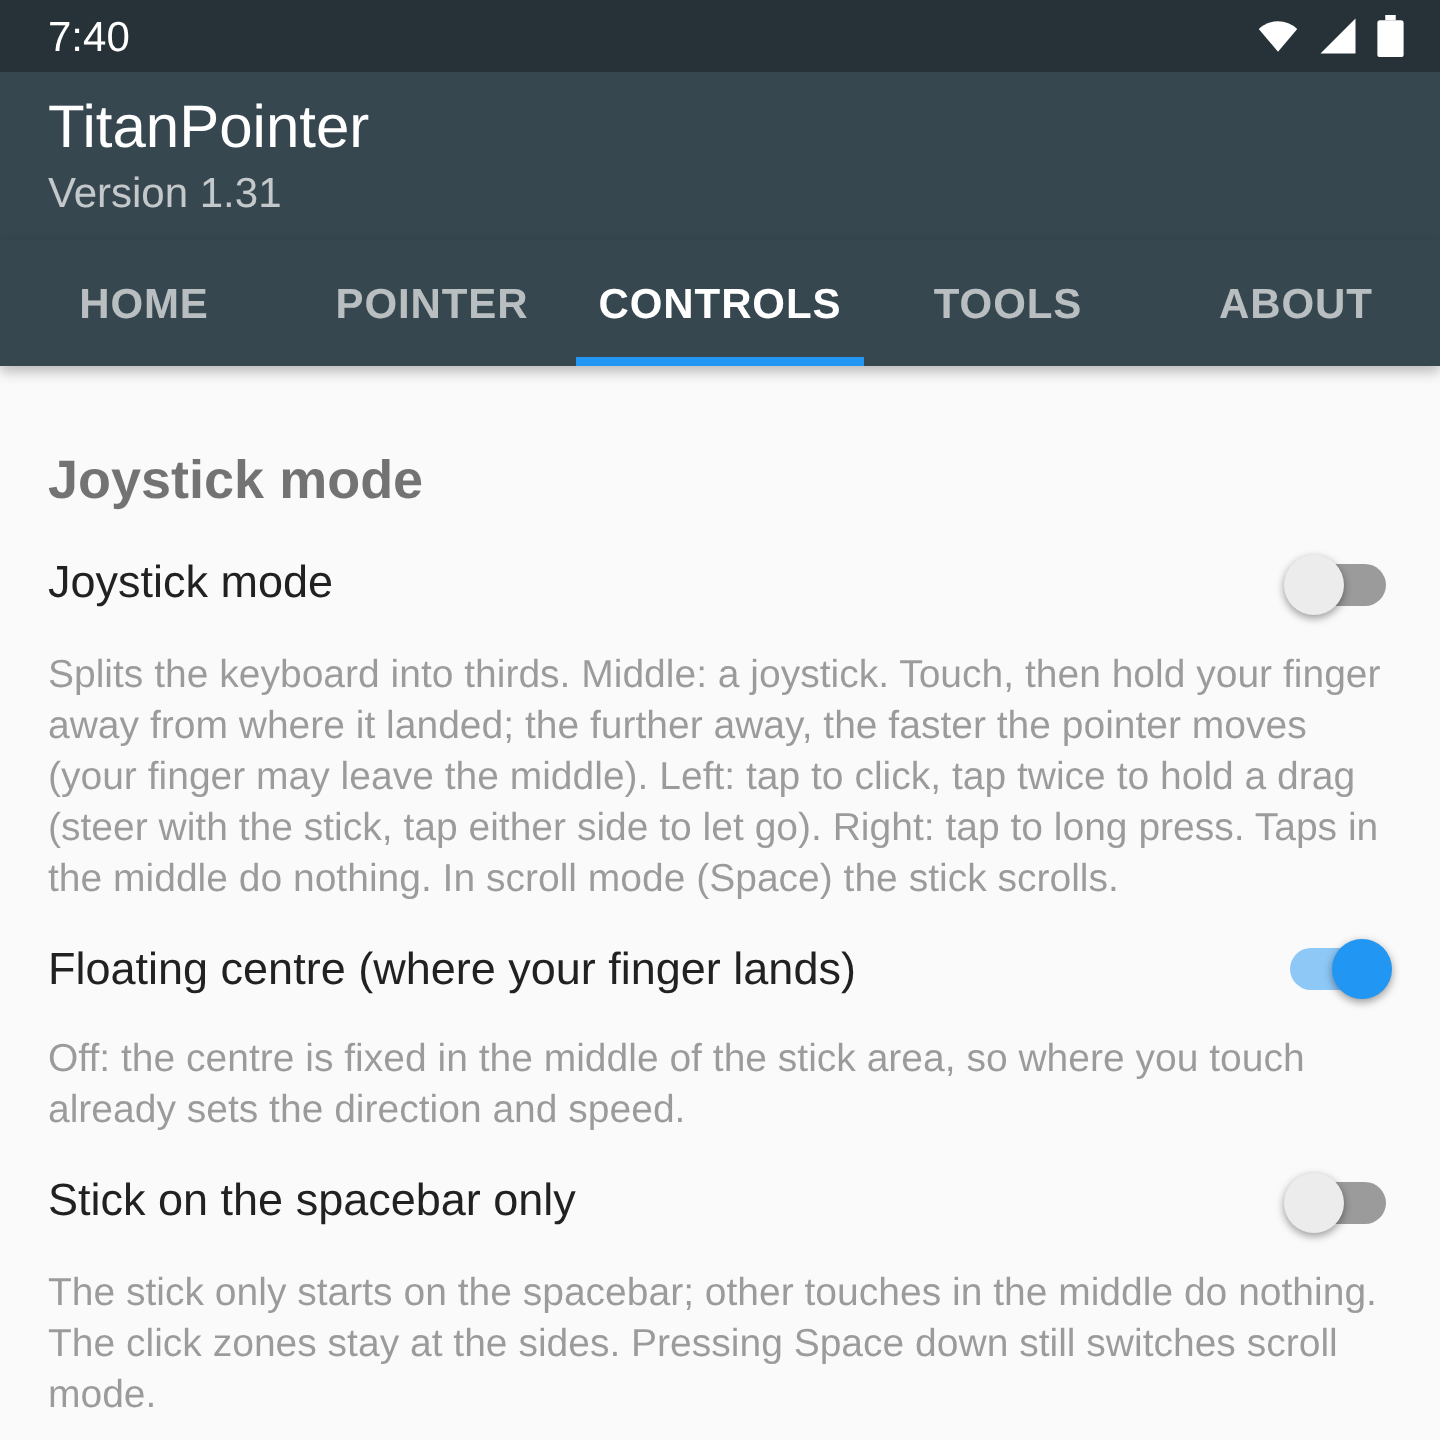 7:40
TitanPointer
Version 1.31
HOME POINTER CONTROLS TOOLS ABOUT
Joystick mode
Joystick mode
Splits the keyboard into thirds. Middle: a joystick. Touch, then hold your finger
away from where it landed; the further away, the faster the pointer moves
(your finger may leave the middle). Left: tap to click, tap twice to hold a drag
(steer with the stick, tap either side to let go). Right: tap to long press. Taps in
the middle do nothing. In scroll mode (Space) the stick scrolls.
Floating centre (where your finger lands)
Off: the centre is fixed in the middle of the stick area, so where you touch
already sets the direction and speed.
Stick on the spacebar only
The stick only starts on the spacebar; other touches in the middle do nothing.
The click zones stay at the sides. Pressing Space down still switches scroll
mode.